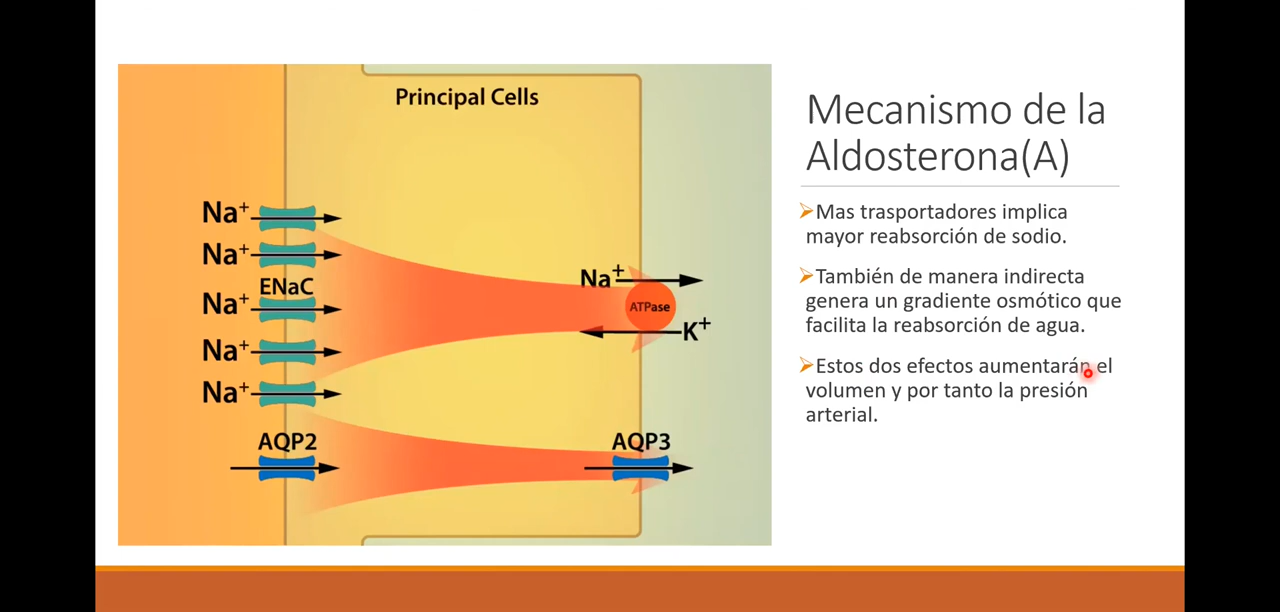 Principal Cells
Na+
Na+
ENaC
Na+
Na+
Na+
Na+
ATPase
K+
AQP2
AQP3
Mecanismo de la
Aldosterona(A)
Mas trasportadores implica
mayor reabsorción de sodio.
También de manera indirecta
genera un gradiente osmótico que
facilita la reabsorción de agua.
Estos dos efectos aumentarán el
volumen y por tanto la presión
arterial.